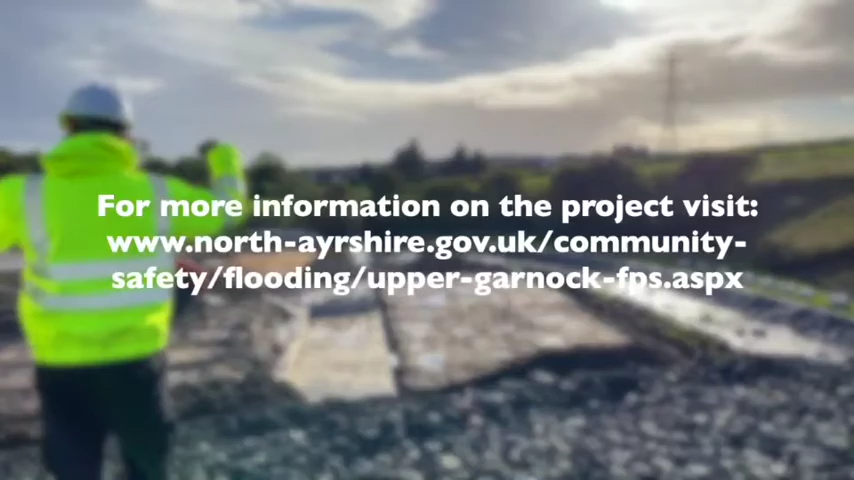 For more information on the project visit:
www.north-ayrshire.gov.uk/community-
safety/flooding/upper-garnock-fps.aspx